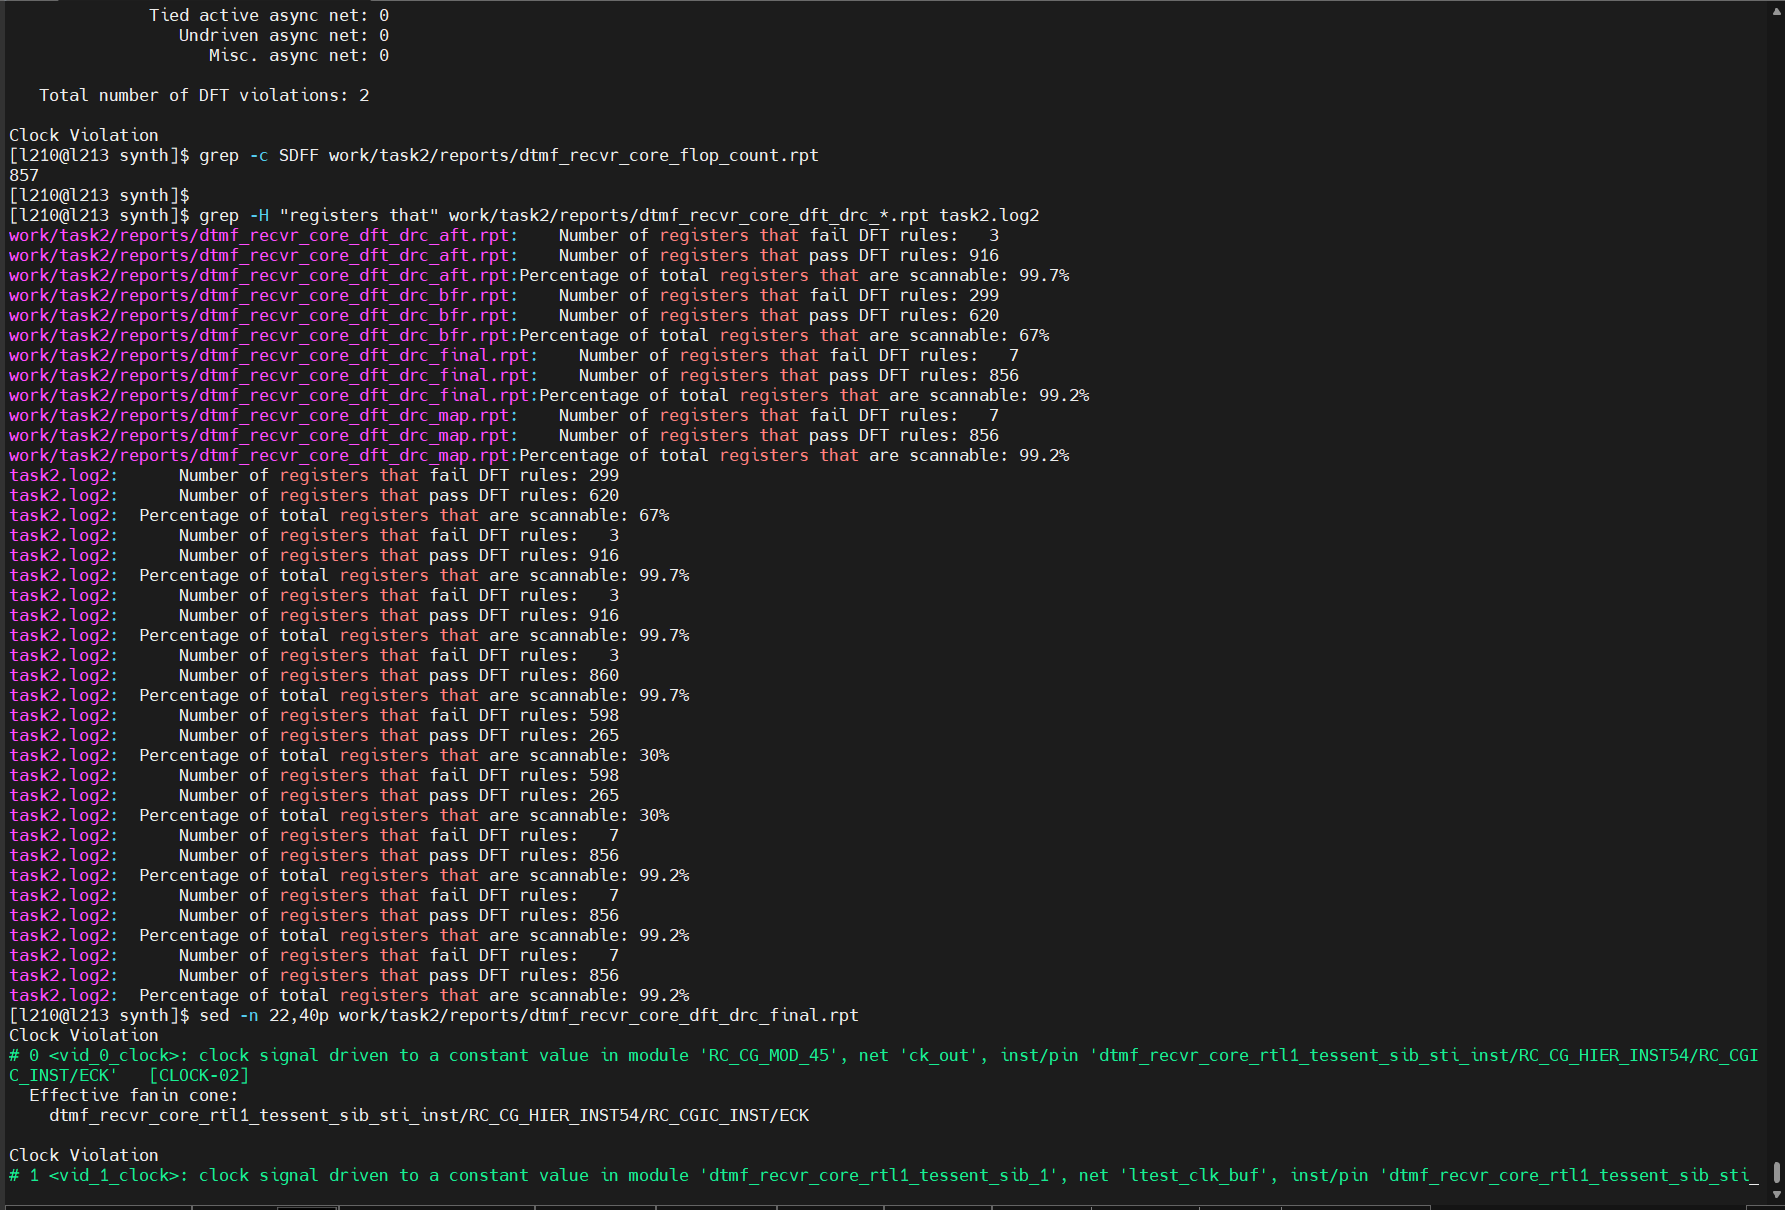 Tied active async net: 0
Undriven async net: 0
Misc. async net: 0
Total number of DFT violations: 2
Clock Violation
[l210@l213 synth]$ grep -c SDFF work/task2/reports/dtmf_recvr_core_flop_count.rpt
857
[l210@l213 synth]$
[l210@l213 synth]$ grep -H "registers that" work/task2/reports/dtmf_recvr_core_dft_drc_*.rpt task2.log2
work/task2/reports/dtmf_recvr_core_dft_drc_aft.rpt:    Number of registers that fail DFT rules:   3
work/task2/reports/dtmf_recvr_core_dft_drc_aft.rpt:    Number of registers that pass DFT rules: 916
work/task2/reports/dtmf_recvr_core_dft_drc_aft.rpt:Percentage of total registers that are scannable: 99.7%
work/task2/reports/dtmf_recvr_core_dft_drc_bfr.rpt:    Number of registers that fail DFT rules: 299
work/task2/reports/dtmf_recvr_core_dft_drc_bfr.rpt:    Number of registers that pass DFT rules: 620
work/task2/reports/dtmf_recvr_core_dft_drc_bfr.rpt:Percentage of total registers that are scannable: 67%
work/task2/reports/dtmf_recvr_core_dft_drc_final.rpt:    Number of registers that fail DFT rules:   7
work/task2/reports/dtmf_recvr_core_dft_drc_final.rpt:    Number of registers that pass DFT rules: 856
work/task2/reports/dtmf_recvr_core_dft_drc_final.rpt:Percentage of total registers that are scannable: 99.2%
work/task2/reports/dtmf_recvr_core_dft_drc_map.rpt:    Number of registers that fail DFT rules:   7
work/task2/reports/dtmf_recvr_core_dft_drc_map.rpt:    Number of registers that pass DFT rules: 856
work/task2/reports/dtmf_recvr_core_dft_drc_map.rpt:Percentage of total registers that are scannable: 99.2%
task2.log2:      Number of registers that fail DFT rules: 299
task2.log2:      Number of registers that pass DFT rules: 620
task2.log2:  Percentage of total registers that are scannable: 67%
task2.log2:      Number of registers that fail DFT rules:   3
task2.log2:      Number of registers that pass DFT rules: 916
task2.log2:  Percentage of total registers that are scannable: 99.7%
task2.log2:      Number of registers that fail DFT rules:   3
task2.log2:      Number of registers that pass DFT rules: 916
task2.log2:  Percentage of total registers that are scannable: 99.7%
task2.log2:      Number of registers that fail DFT rules:   3
task2.log2:      Number of registers that pass DFT rules: 860
task2.log2:  Percentage of total registers that are scannable: 99.7%
task2.log2:      Number of registers that fail DFT rules: 598
task2.log2:      Number of registers that pass DFT rules: 265
task2.log2:  Percentage of total registers that are scannable: 30%
task2.log2:      Number of registers that fail DFT rules: 598
task2.log2:      Number of registers that pass DFT rules: 265
task2.log2:  Percentage of total registers that are scannable: 30%
task2.log2:      Number of registers that fail DFT rules:   7
task2.log2:      Number of registers that pass DFT rules: 856
task2.log2:  Percentage of total registers that are scannable: 99.2%
task2.log2:      Number of registers that fail DFT rules:   7
task2.log2:      Number of registers that pass DFT rules: 856
task2.log2:  Percentage of total registers that are scannable: 99.2%
task2.log2:      Number of registers that fail DFT rules:   7
task2.log2:      Number of registers that pass DFT rules: 856
task2.log2:  Percentage of total registers that are scannable: 99.2%
[l210@l213 synth]$ sed -n 22,40p work/task2/reports/dtmf_recvr_core_dft_drc_final.rpt
Clock Violation
# 0 <vid_0_clock>: clock signal driven to a constant value in module 'RC_CG_MOD_45', net 'ck_out', inst/pin 'dtmf_recvr_core_rtl1_tessent_sib_sti_inst/RC_CG_HIER_INST54/RC_CGI
C_INST/ECK'   [CLOCK-02]
Effective fanin cone:
dtmf_recvr_core_rtl1_tessent_sib_sti_inst/RC_CG_HIER_INST54/RC_CGIC_INST/ECK
Clock Violation
# 1 <vid_1_clock>: clock signal driven to a constant value in module 'dtmf_recvr_core_rtl1_tessent_sib_1', net 'ltest_clk_buf', inst/pin 'dtmf_recvr_core_rtl1_tessent_sib_sti_